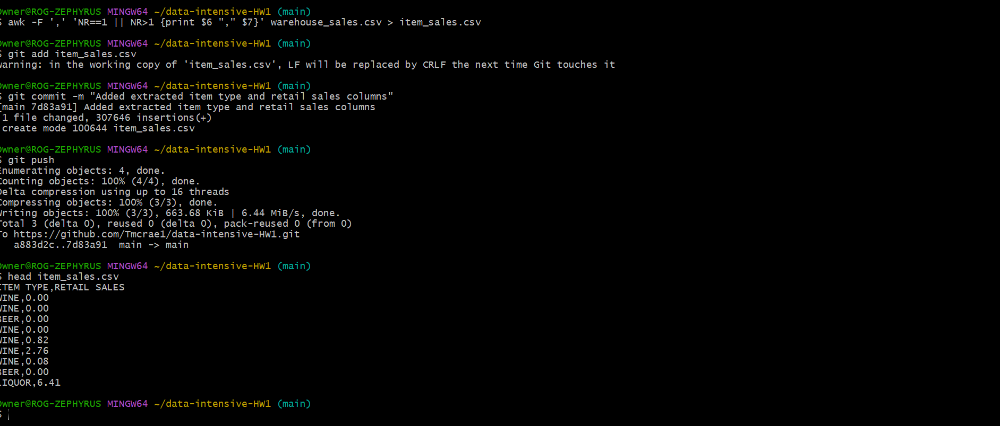 Owner@ROG-ZEPHYRUS MINGW64 ~/data-intensive-HW1 (main)
$ awk -F ',' 'NR==1 || NR>1 {print $6 "," $7}' warehouse_sales.csv > item_sales.csv
Owner@ROG-ZEPHYRUS MINGW64 ~/data-intensive-HW1 (main)
$ git add item_sales.csv
warning: in the working copy of 'item_sales.csv', LF will be replaced by CRLF the next time Git touches it
Owner@ROG-ZEPHYRUS MINGW64 ~/data-intensive-HW1 (main)
$ git commit -m "Added extracted item type and retail sales columns"
[main 7d83a91] Added extracted item type and retail sales columns
1 file changed, 307646 insertions(+)
create mode 100644 item_sales.csv
Owner@ROG-ZEPHYRUS MINGW64 ~/data-intensive-HW1 (main)
$ git push
Enumerating objects: 4, done.
Counting objects: 100% (4/4), done.
Delta compression using up to 16 threads
Compressing objects: 100% (3/3), done.
Writing objects: 100% (3/3), 663.68 KiB | 6.44 MiB/s, done.
Total 3 (delta 0), reused 0 (delta 0), pack-reused 0 (from 0)
To https://github.com/Tmcrae1/data-intensive-HW1.git
a883d2c..7d83a91  main -> main
Owner@ROG-ZEPHYRUS MINGW64 ~/data-intensive-HW1 (main)
$ head item_sales.csv
ITEM TYPE,RETAIL SALES
WINE,0.00
WINE,0.00
BEER,0.00
WINE,0.00
WINE,0.82
WINE,2.76
WINE,0.08
BEER,0.00
LIQUOR,6.41
Owner@ROG-ZEPHYRUS MINGW64 ~/data-intensive-HW1 (main)
$